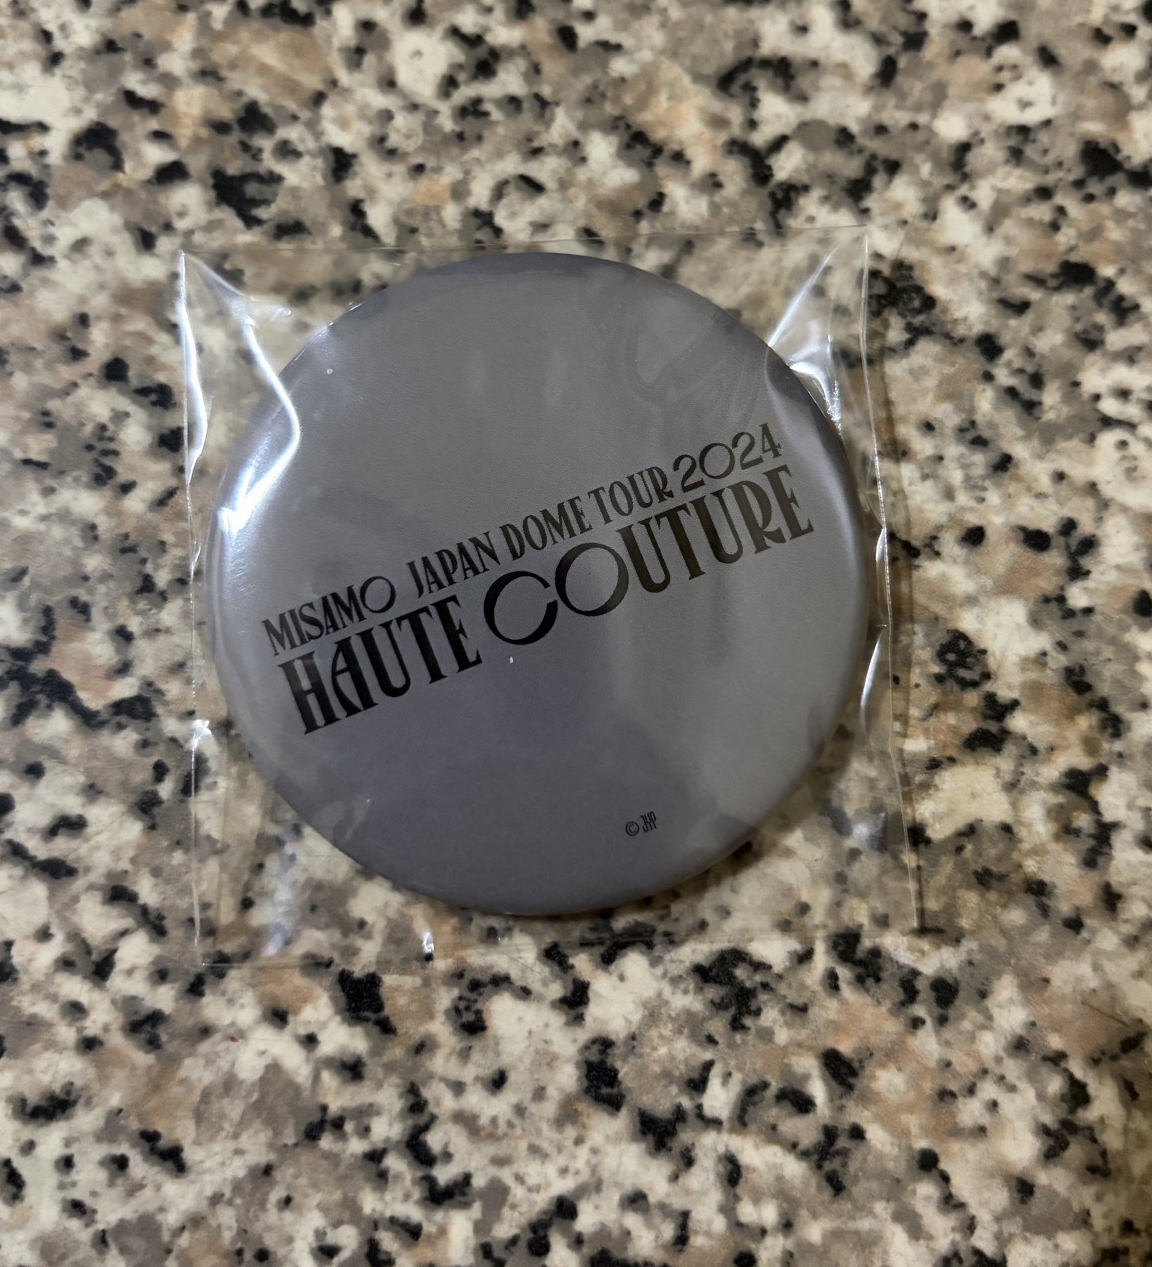 MISAMO JAPAN DOME TOUR 2024
HAUTE COUTURE
© JYP